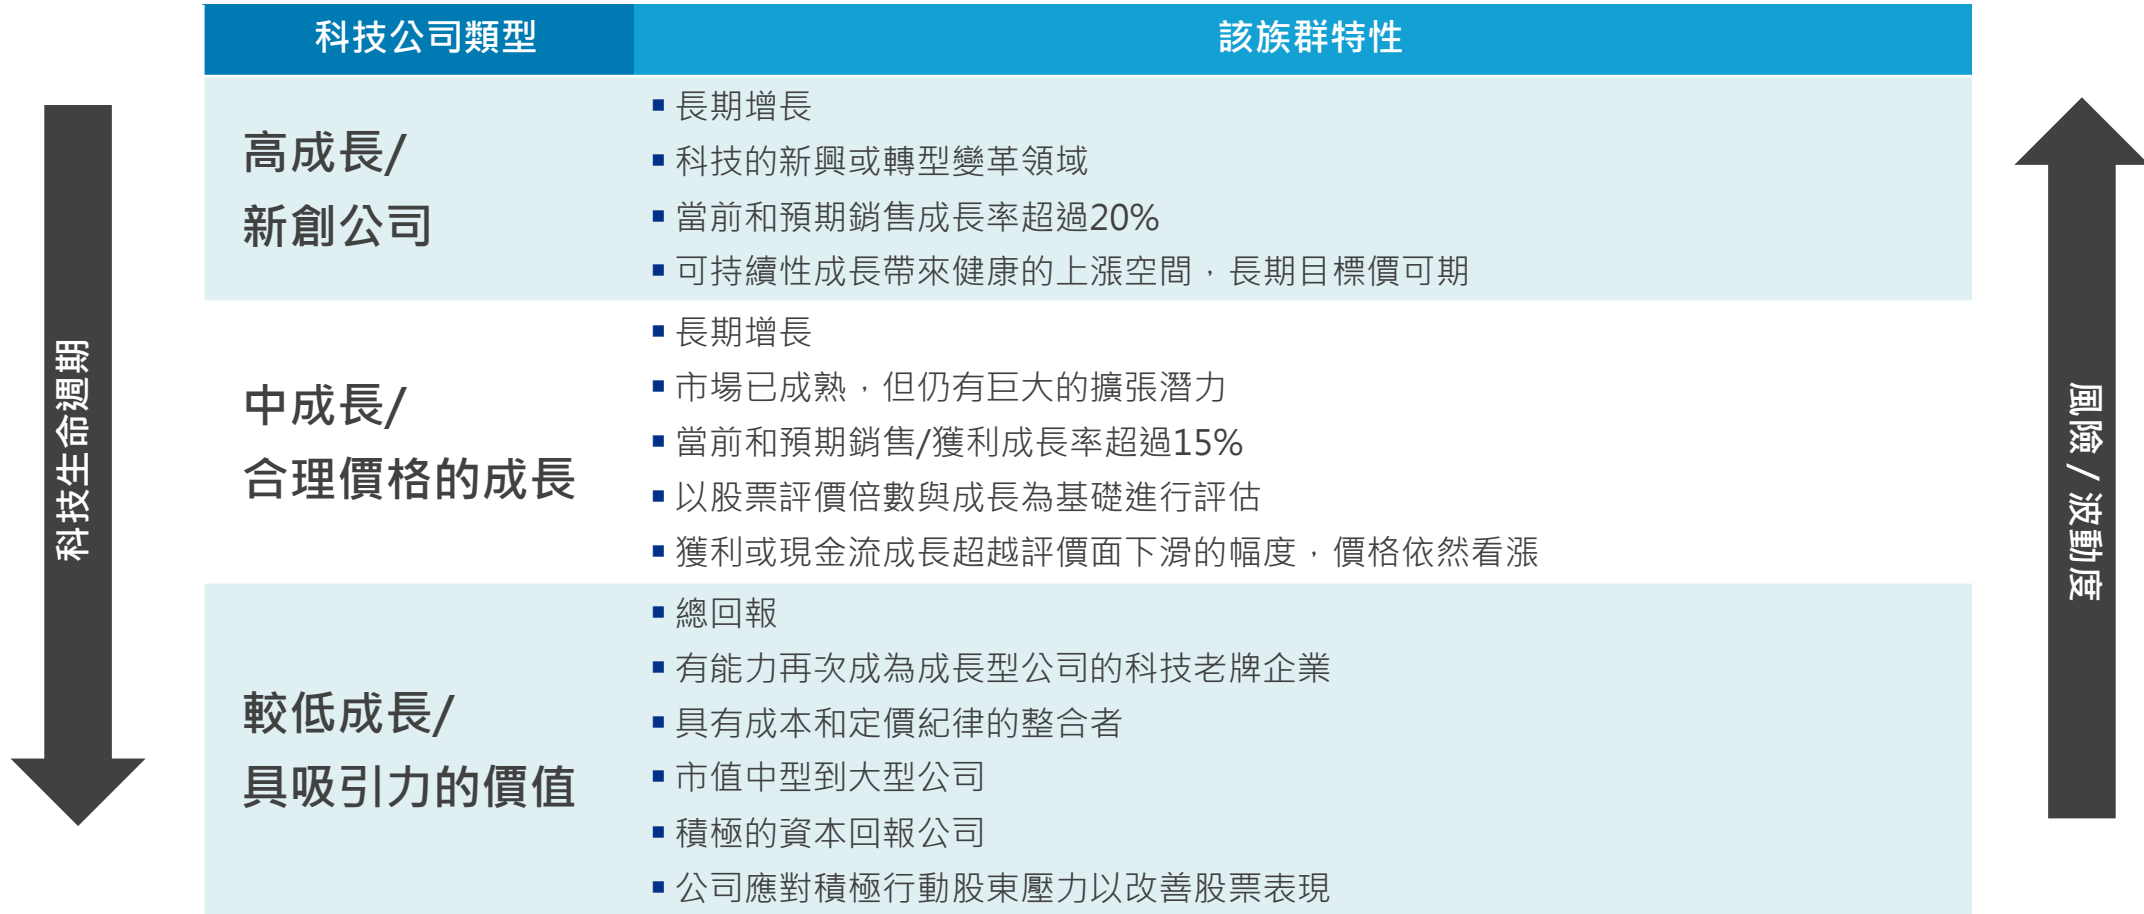 科技公司類型
該族群特性
科技生命週期
高成長/
新創公司
長期增長
科技的新興或轉型變革領域
當前和預期銷售成長率超過20%
可持續性成長帶來健康的上漲空間，長期目標價可期
中成長/
合理價格的成長
長期增長
市場已成熟，但仍有巨大的擴張潛力
當前和預期銷售/獲利成長率超過15%
以股票評價倍數與成長為基礎進行評估
獲利或現金流成長超越評價面下滑的幅度，價格依然看漲
較低成長/
具吸引力的價值
總回報
有能力再次成為成長型公司的科技老牌企業
具有成本和定價紀律的整合者
市值中型到大型公司
積極的資本回報公司
公司應對積極行動股東壓力以改善股票表現
風險/波動度